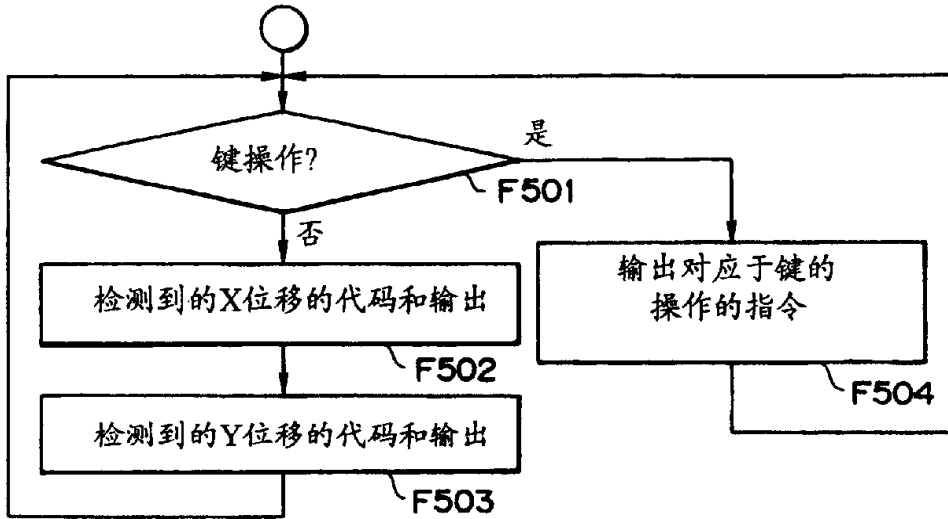 键操作?
是
F501
否
检测到的X位移的代码和输出
F502
检测到的Y位移的代码和输出
F503
输出对应于键的
操作的指令
F504